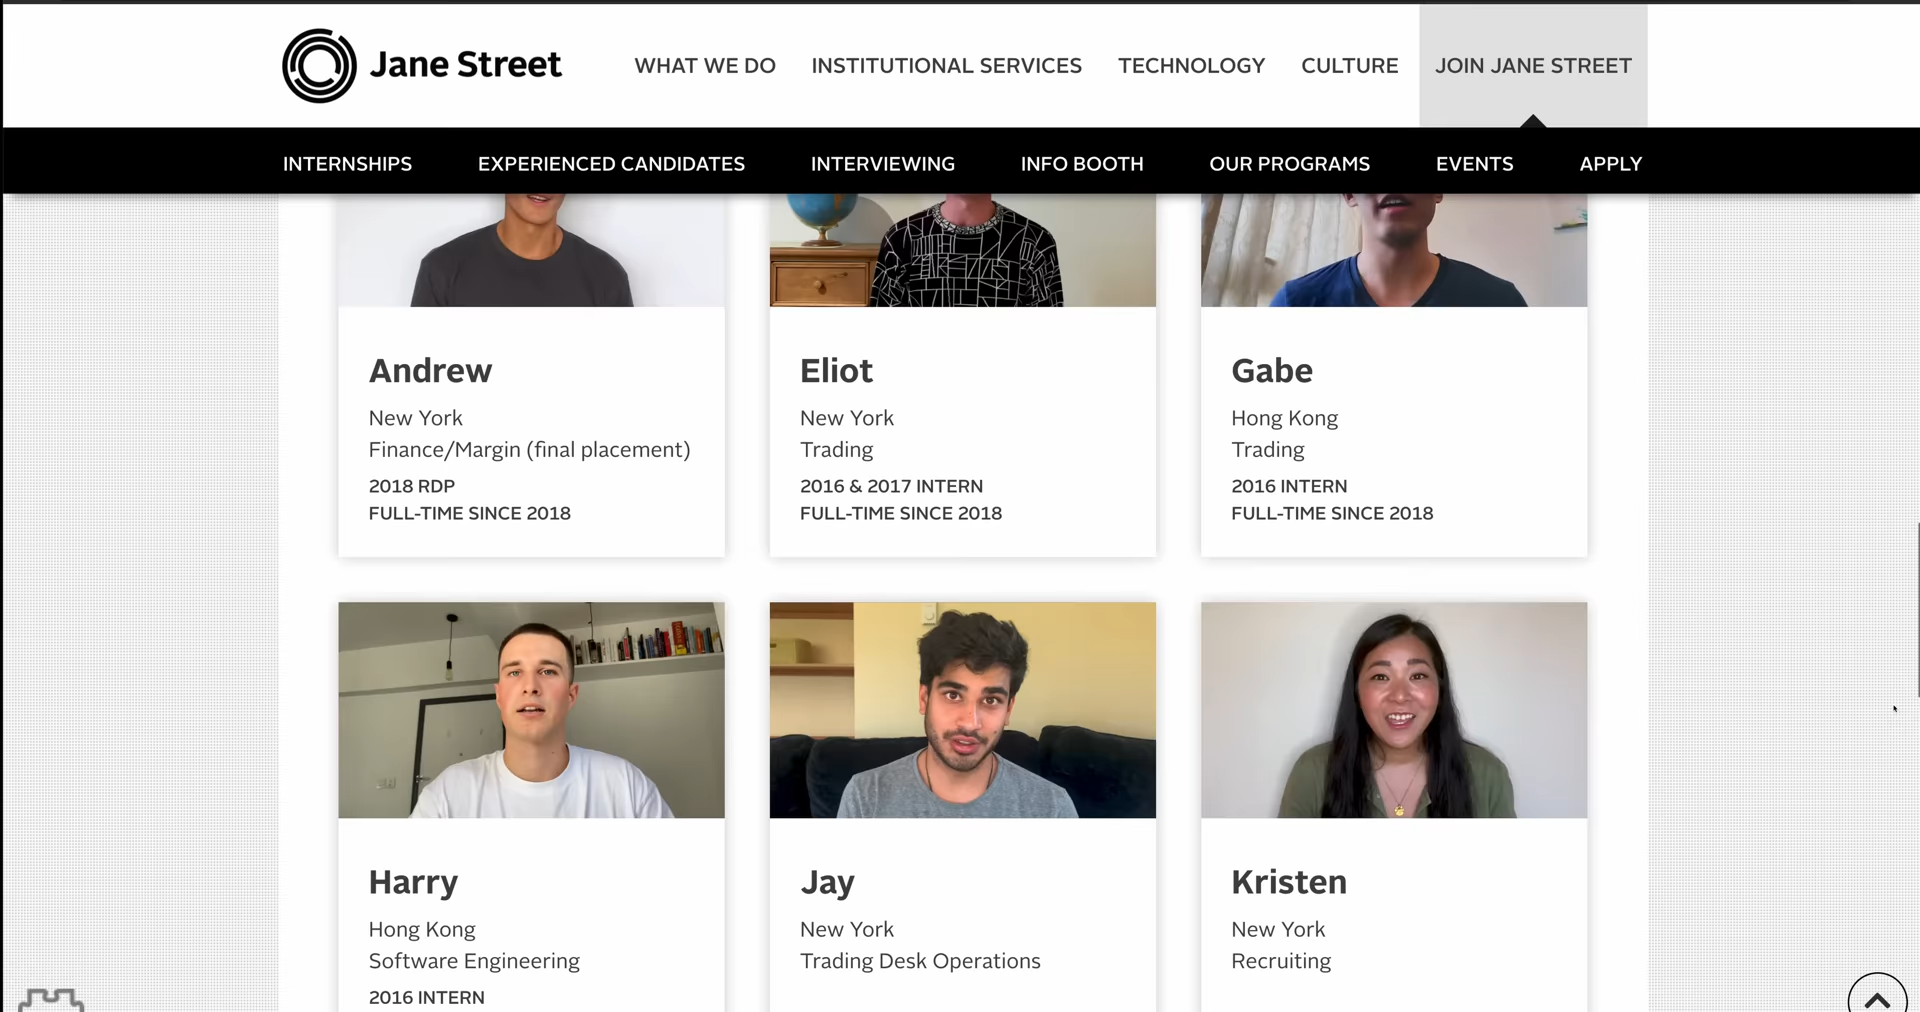 Jane Street
WHAT WE DO
INSTITUTIONAL SERVICES
TECHNOLOGY
CULTURE
JOIN JANE STREET
INTERNSHIPS
EXPERIENCED CANDIDATES
INTERVIEWING
INFO BOOTH
OUR PROGRAMS
EVENTS
APPLY
Andrew
New York
Finance/Margin (final placement)
2018 RDP
FULL-TIME SINCE 2018
Eliot
New York
Trading
2016 & 2017 INTERN
FULL-TIME SINCE 2018
Gabe
Hong Kong
Trading
2016 INTERN
FULL-TIME SINCE 2018
Harry
Hong Kong
Software Engineering
2016 INTERN
Jay
New York
Trading Desk Operations
Kristen
New York
Recruiting